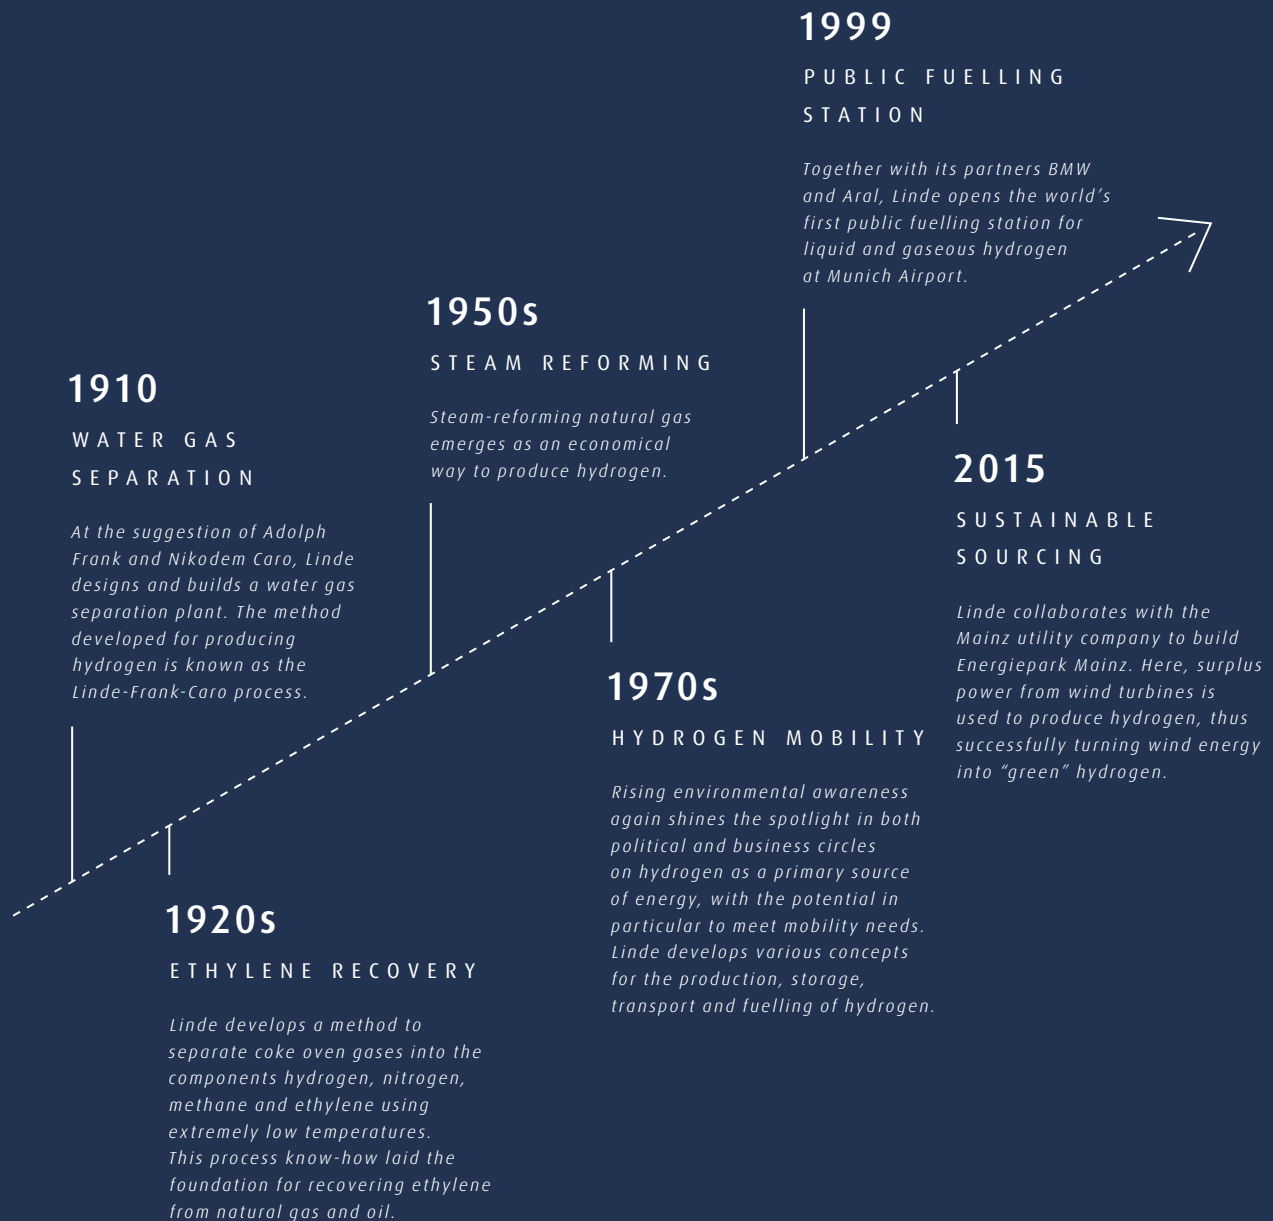 1910
WATER GAS
SEPARATION
At the suggestion of Adolph
Frank and Nikodem Caro, Linde
designs and builds a water gas
separation plant. The method
developed for producing
hydrogen is known as the
Linde-Frank-Caro process.
1920s
ETHYLENE RECOVERY
Linde develops a method to
separate coke oven gases into the
components hydrogen, nitrogen,
methane and ethylene using
extremely low temperatures.
This process know-how laid the
foundation for recovering ethylene
from natural gas and oil.
1950s
STEAM REFORMING
Steam-reforming natural gas
emerges as an economical
way to produce hydrogen.
1970s
HYDROGEN MOBILITY
Rising environmental awareness
again shines the spotlight in both
political and business circles
on hydrogen as a primary source
of energy, with the potential in
particular to meet mobility needs.
Linde develops various concepts
for the production, storage,
transport and fuelling of hydrogen.
1999
PUBLIC FUELLING
STATION
Together with its partners BMW
and Aral, Linde opens the world’s
first public fuelling station for
liquid and gaseous hydrogen
at Munich Airport.
2015
SUSTAINABLE
SOURCING
Linde collaborates with the
Mainz utility company to build
Energiepark Mainz. Here, surplus
power from wind turbines is
used to produce hydrogen, thus
successfully turning wind energy
into “green” hydrogen.